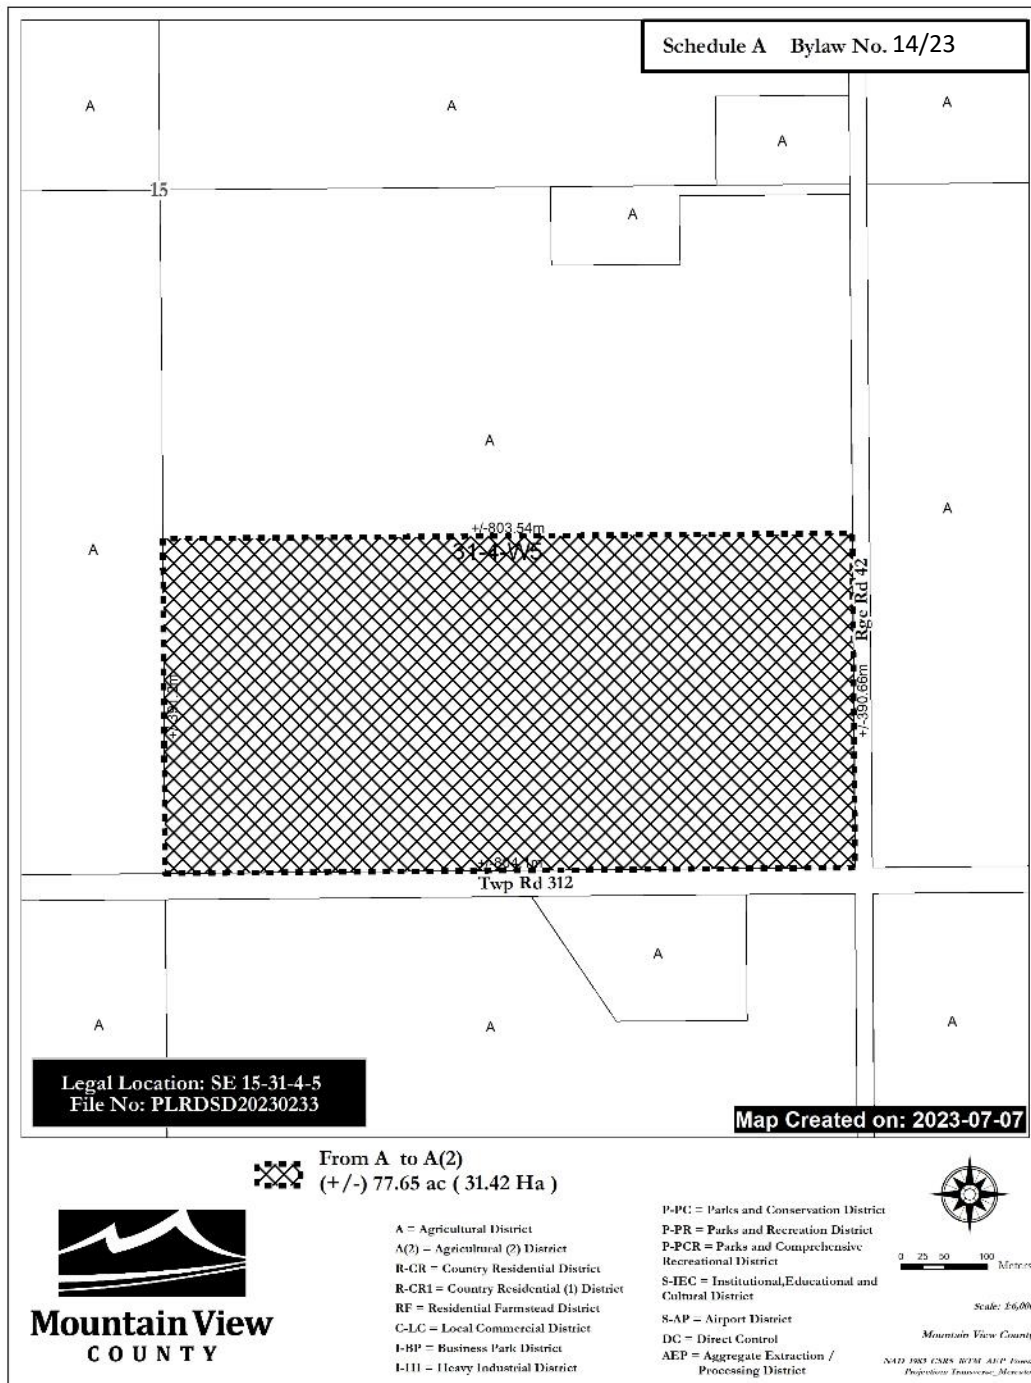 Schedule A Bylaw No. 14/23
A
A
A
A
15
A
A
A
A
+/-803.54m
31-4-W5
Rge Rd 42
+/-390.66m
Twp Rd 312
A
A
A
A
Legal Location: SE 15-31-4-5
File No: PLRDSD20230233
Map Created on: 2023-07-07
From A to A(2)
(+/-) 77.65 ac ( 31.42 Ha )
Mountain View
COUNTY
A = Agricultural District
A(2) = Agricultural (2) District
R-CR = Country Residential District
R-CR1 = Country Residential (1) District
RF = Residential Farmstead District
C-LC = Local Commercial District
I-BP = Business Park District
I-HI = Heavy Industrial District
P-PC = Parks and Conservation District
P-PR = Parks and Recreation District
P-PCR = Parks and Comprehensive
Recreational District
S-IEC = Institutional,Educational and
Cultural District
S-AP = Airport District
DC = Direct Control
AEP = Aggregate Extraction /
Processing District
0 25 50 100
Meters
Scale:
Mountain View County
NAD 1983 CSRS